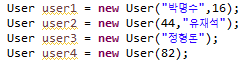 User user1 = new User("박명수",16);
User user2 = new User(44,"유재석");
User user3 = new User("정형돈");
User user4 = new User(82);